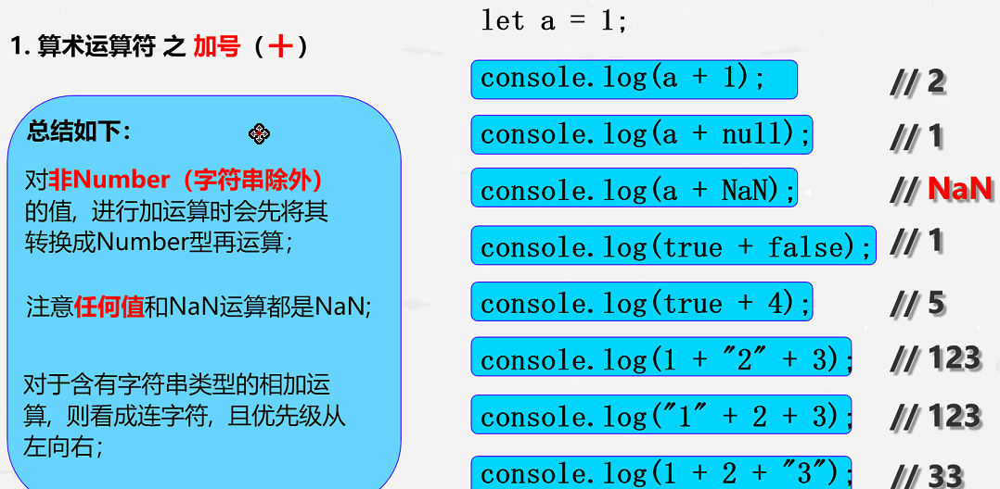 1. 算术运算符 之 加号（十）
总结如下：
对非Number（字符串除外）
的值，进行加运算时会先将其
转换成Number型再运算；
注意任何值和NaN运算都是NaN;
对于含有字符串类型的相加运
算，则看成连字符，且优先级从
左向右；
let a = 1;
console.log(a + 1); // 2
console.log(a + null); // 1
console.log(a + NaN); // NaN
console.log(true + false); // 1
console.log(true + 4); // 5
console.log(1 + "2" + 3); // 123
console.log("1" + 2 + 3); // 123
console.log(1 + 2 + "3"); // 33